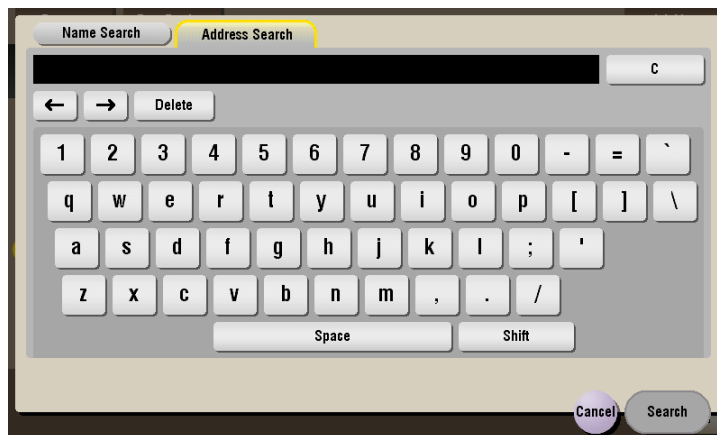 Name Search Address Search
C
← → Delete
1 2 3 4 5 6 7 8 9 0 - = `
q w e r t y u i o p [ ] \
a s d f g h j k l ; '
z x c v b n m , . /
Space Shift
Cancel Search